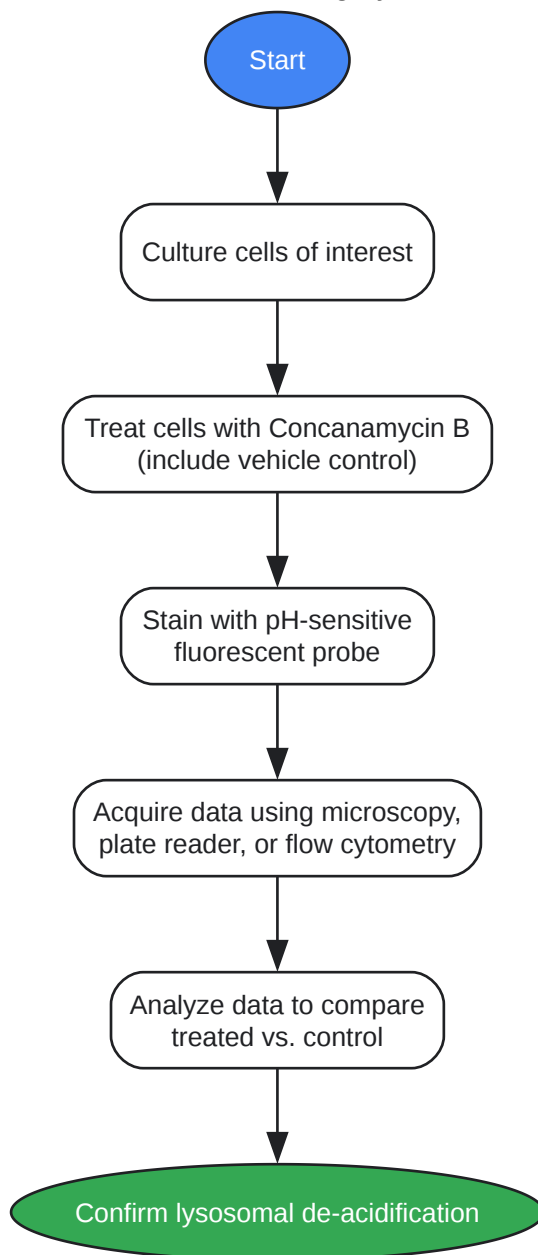 Start
Culture cells of interest
Treat cells with Concanamycin B
(include vehicle control)
Stain with pH-sensitive
fluorescent probe
Acquire data using microscopy,
plate reader, or flow cytometry
Analyze data to compare
treated vs. control
Confirm lysosomal de-acidification